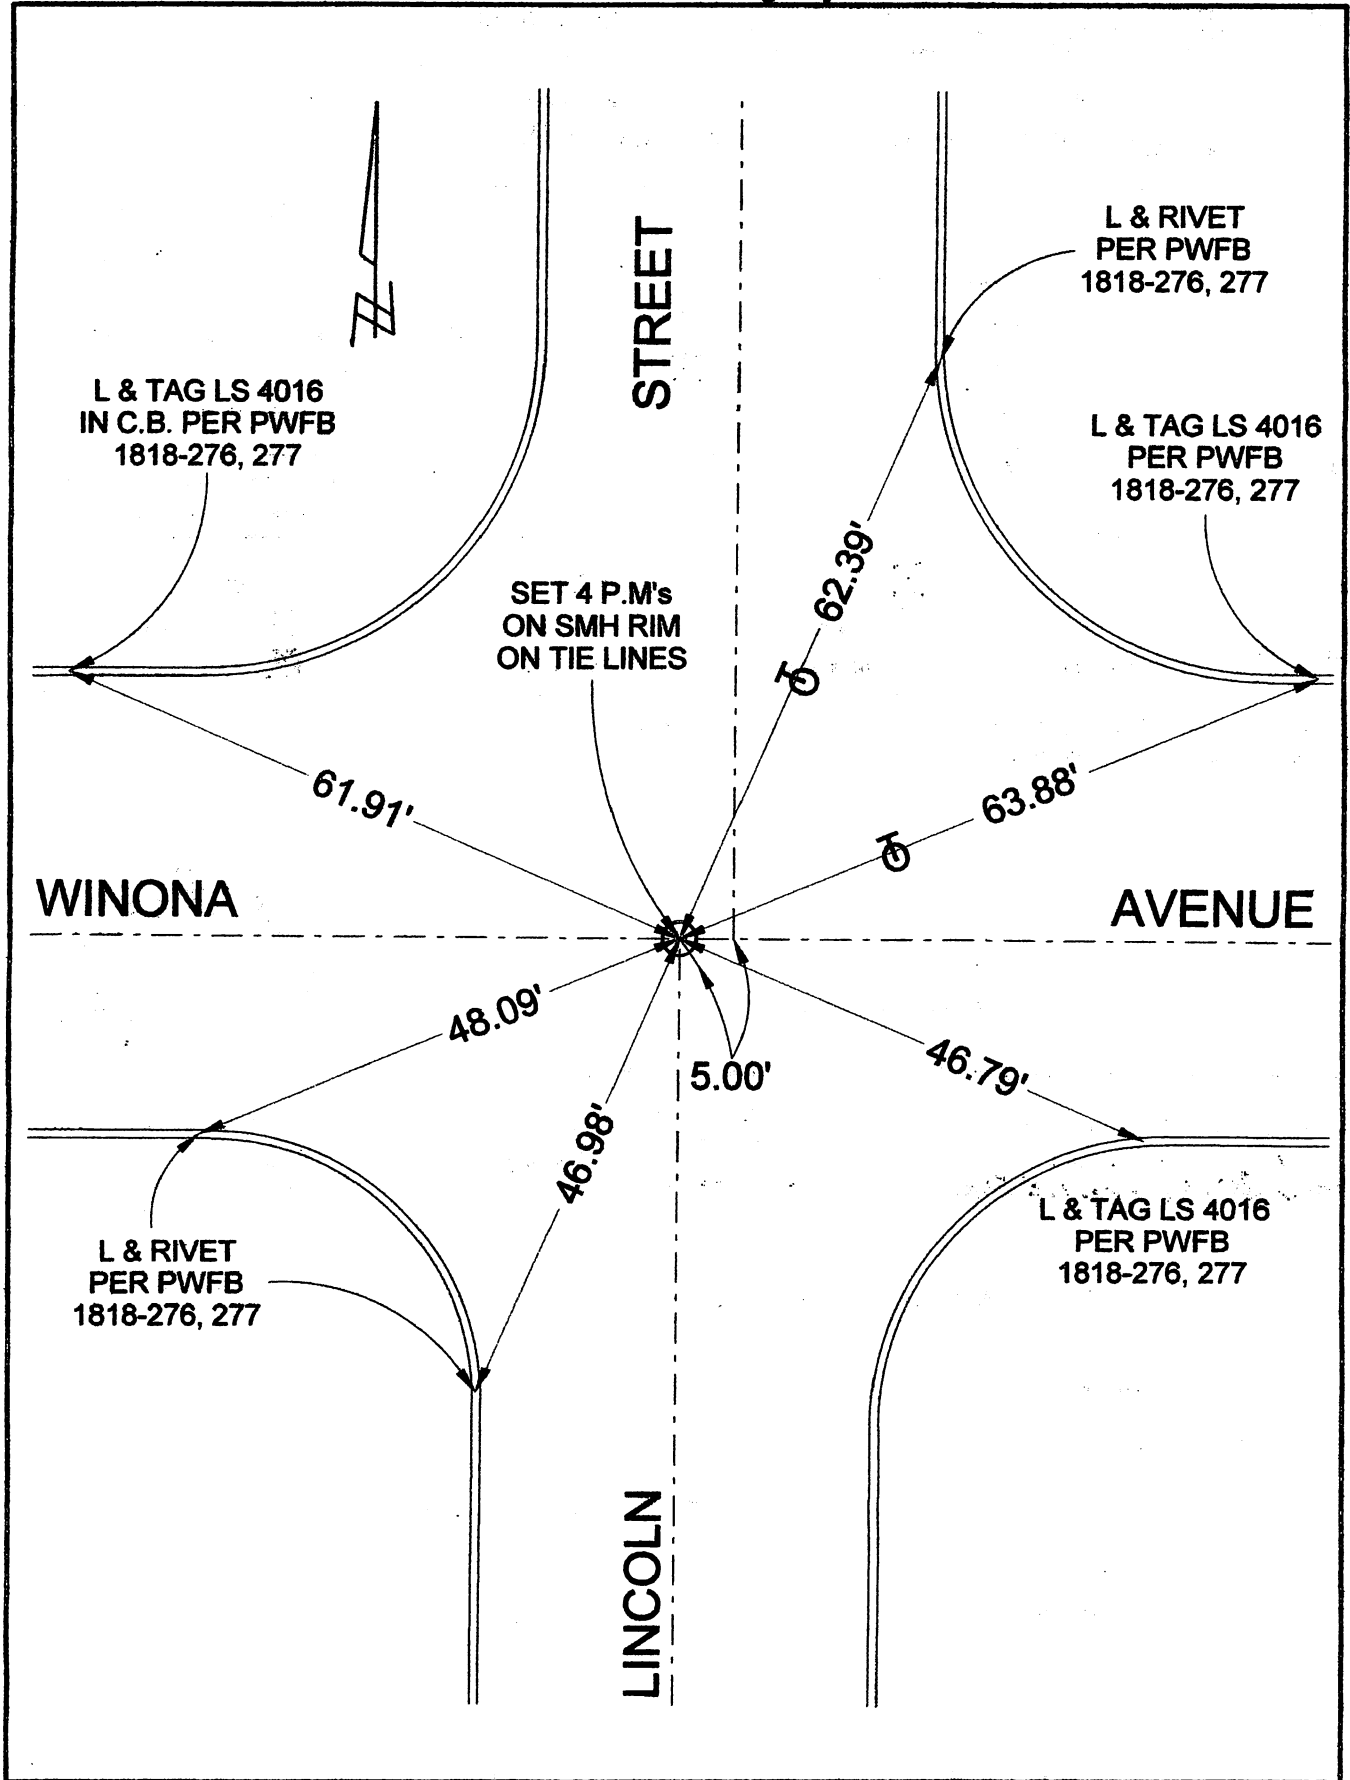 STREET
L & RIVET
PER PWFB
1818-276, 277
L & TAG LS 4016
IN C.B. PER PWFB
1818-276, 277
L & TAG LS 4016
PER PWFB
1818-276, 277
62.39'
SET 4 P.M's
ON SMH RIM
ON TIE LINES
61.91'
63.88'
WINONA
AVENUE
48.09'
5.00'
46.79'
46.98'
L & TAG LS 4016
PER PWFB
1818-276, 277
L & RIVET
PER PWFB
1818-276, 277
LINCOLN